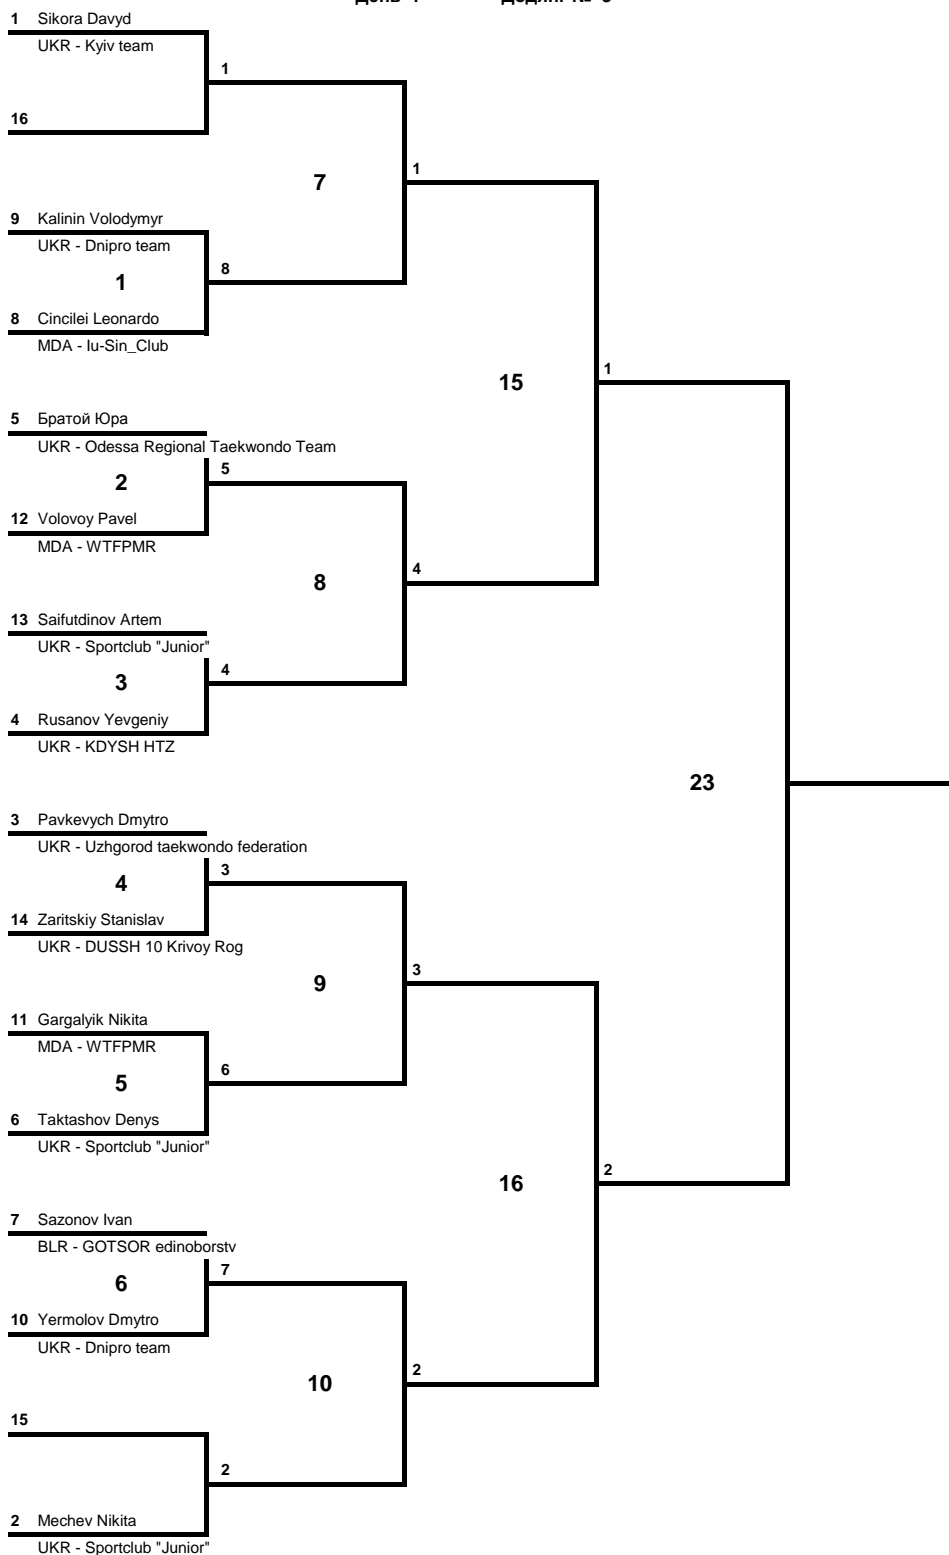 1 Sikora Davyd
UKR - Kyiv team
1
16
7
1
9 Kalinin Volodymyr
UKR - Dnipro team
1
8
8 Cincilei Leonardo
MDA - Iu-Sin_Club
15
1
5 Братой Юра
UKR - Odessa Regional Taekwondo Team
2
5
12 Volovoy Pavel
MDA - WTFPMR
8
4
13 Saifutdinov Artem
UKR - Sportclub "Junior"
3
4
4 Rusanov Yevgeniy
UKR - KDYSH HTZ
23
3 Pavkevych Dmytro
UKR - Uzhgorod taekwondo federation
4
3
14 Zaritskiy Stanislav
UKR - DUSSH 10 Krivoy Rog
9
3
11 Gargalyik Nikita
MDA - WTFPMR
5
6
6 Taktashov Denys
UKR - Sportclub "Junior"
16
2
7 Sazonov Ivan
BLR - GOTSOR edinoborstv
6
7
10 Yermolov Dmytro
UKR - Dnipro team
10
2
15
2
2 Mechev Nikita
UKR - Sportclub "Junior"